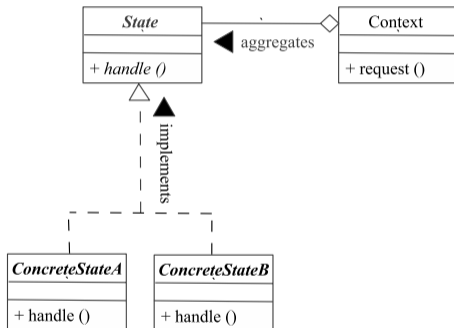 State
+ handle ()
Context
+ request ()
aggregates
implements
ConcreteStateA
+ handle ()
ConcreteStateB
+ handle ()